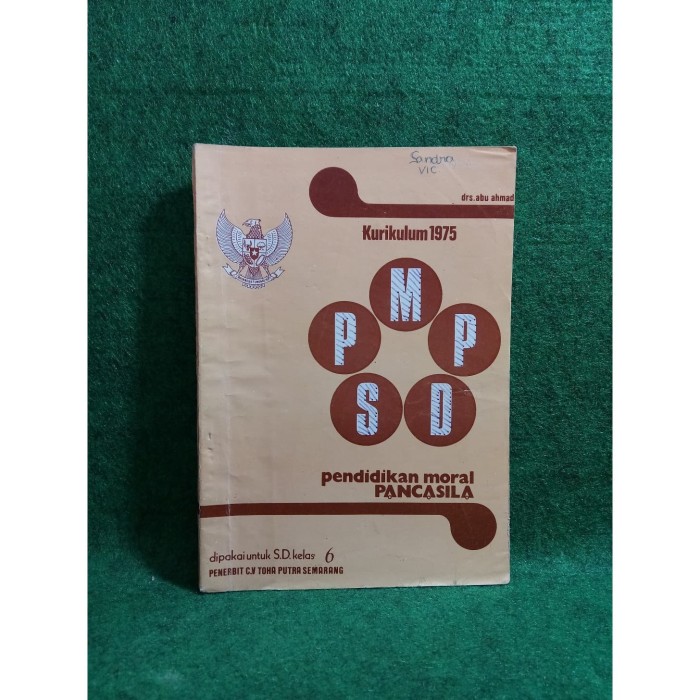 Sandra
VIC
drs. abu ahmad
Kurikulum 1975
M
P P
S D
pendidikan moral
PANCASILA
dipakai untuk S.D. kelas 6
PENERBIT C.V TOHA PUTRA SEMARANG